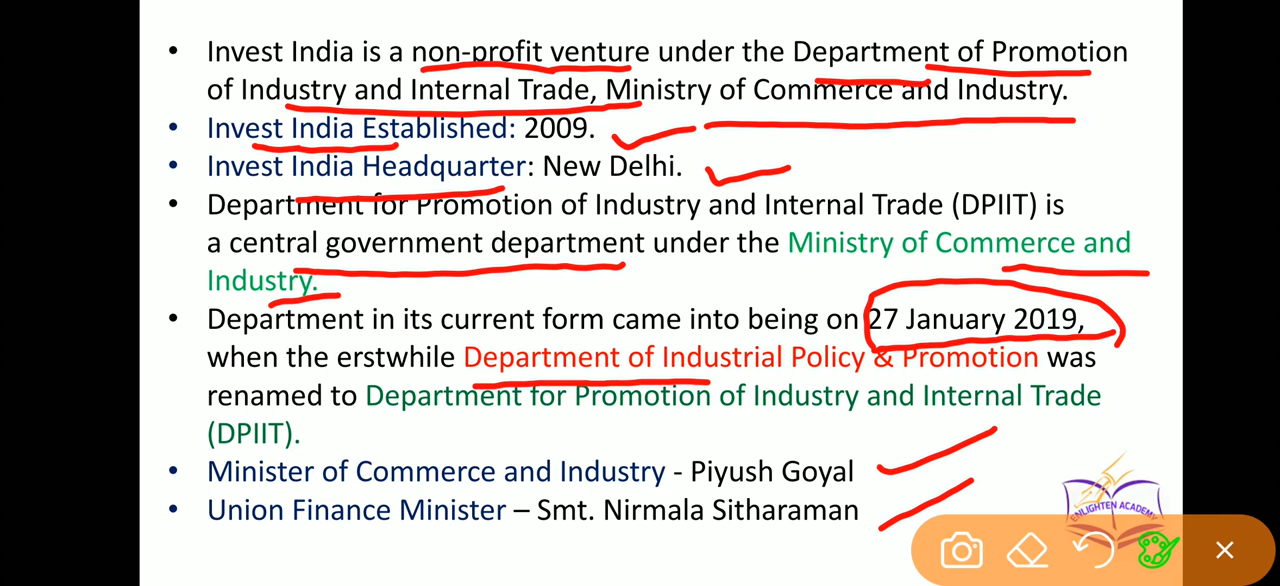 • Invest India is a non-profit venture under the Department of Promotion
of Industry and Internal Trade, Ministry of Commerce and Industry.
• Invest India Established: 2009.
• Invest India Headquarter: New Delhi.
• Department for Promotion of Industry and Internal Trade (DPIIT) is
a central government department under the Ministry of Commerce and
Industry.
• Department in its current form came into being on 27 January 2019,
when the erstwhile Department of Industrial Policy & Promotion was
renamed to Department for Promotion of Industry and Internal Trade
(DPIIT).
• Minister of Commerce and Industry - Piyush Goyal
• Union Finance Minister – Smt. Nirmala Sitharaman
ENLIGHTEN ACADEMY